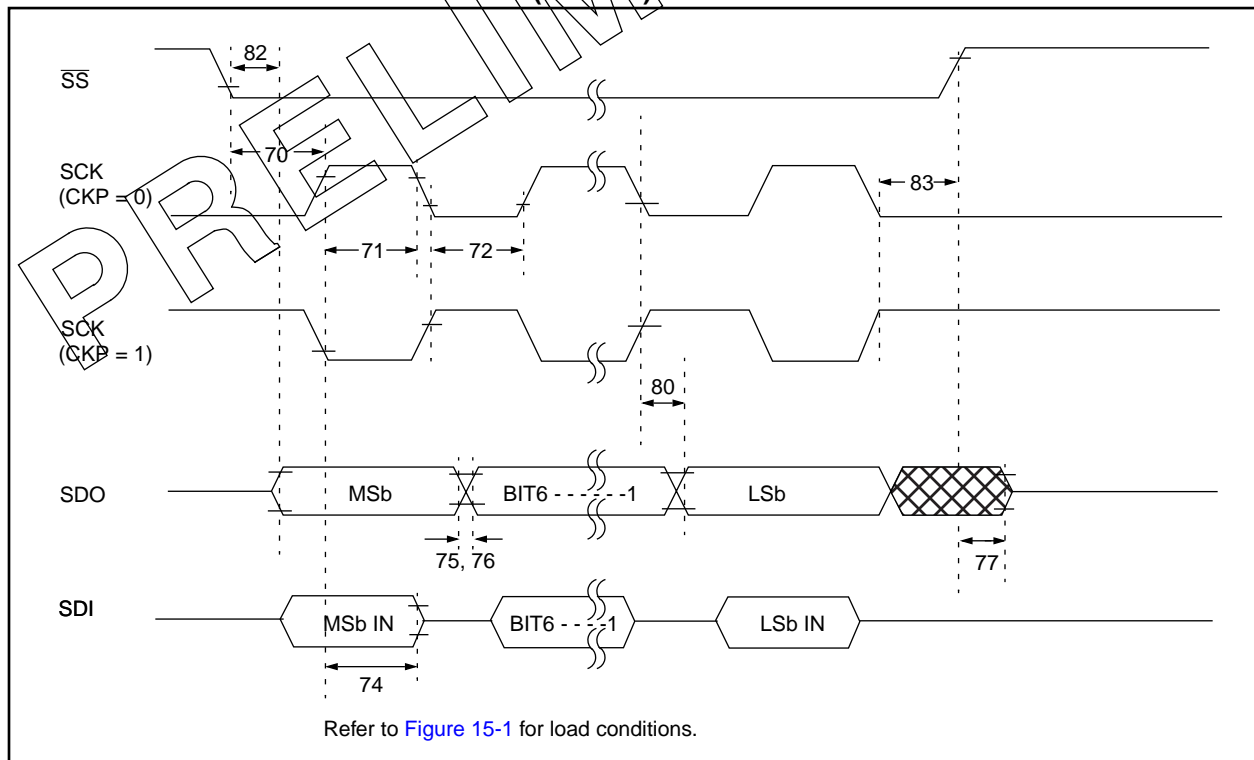 PRELIM
82
SS
70
SCK
(CKP = 0)
83
71
72
SCK
(CKP = 1)
80
SDO
MSb
BIT6 - - - - - -1
LSb
75, 76
77
SDI
MSb IN
BIT6 - - - -1
LSb IN
74
Refer to Figure 15-1 for load conditions.